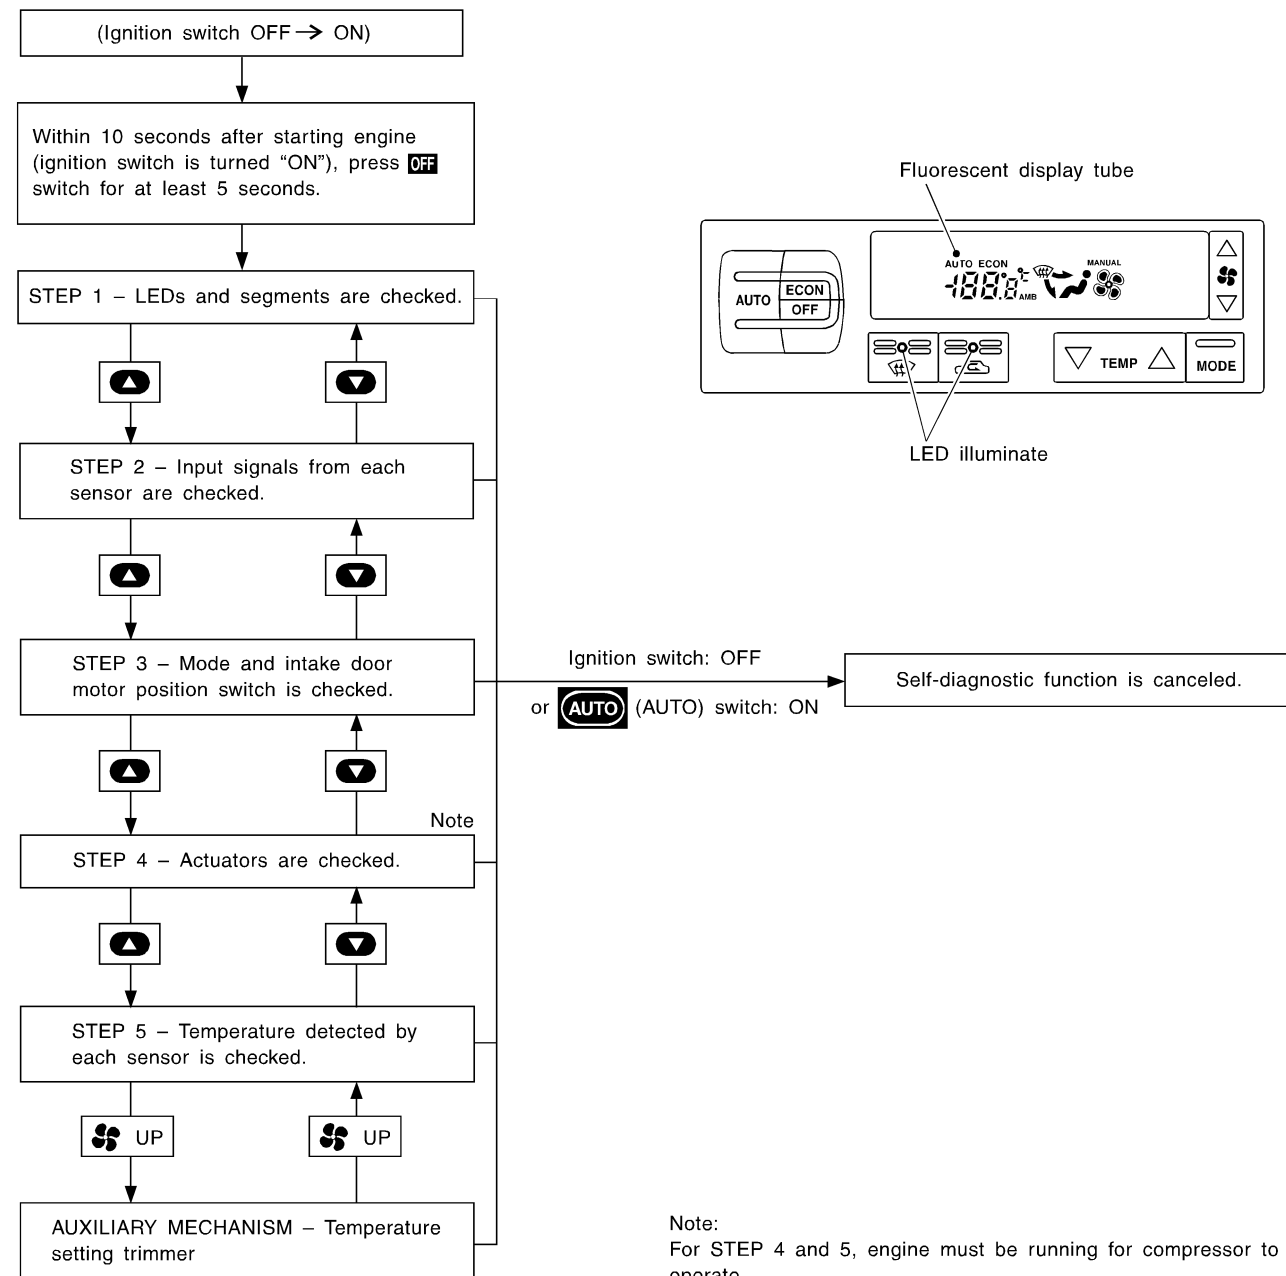 (Ignition switch OFF → ON)
Within 10 seconds after starting engine
(ignition switch is turned “ON”), press OFF
switch for at least 5 seconds.
STEP 1 – LEDs and segments are checked.
STEP 2 – Input signals from each
sensor are checked.
STEP 3 – Mode and intake door
motor position switch is checked.
Note
STEP 4 – Actuators are checked.
STEP 5 – Temperature detected by
each sensor is checked.
UP
UP
AUXILIARY MECHANISM – Temperature
setting trimmer
Ignition switch: OFF
or AUTO (AUTO) switch: ON
Self-diagnostic function is canceled.
Fluorescent display tube
AUTO ECON
MANUAL
-188.8°
AMB
AUTO
ECON
OFF
TEMP
MODE
LED illuminate
Note:
For STEP 4 and 5, engine must be running for compressor to
operate